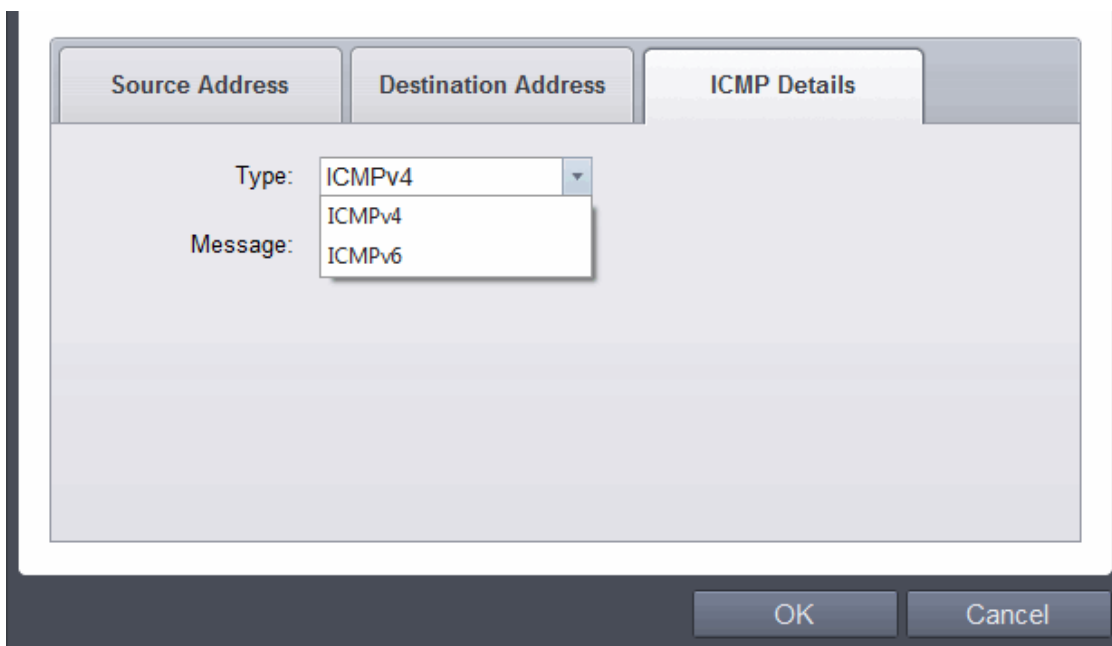 Source Address Destination Address ICMP Details
Type: ICMPv4
ICMPv4
Message:
ICMPv6
OK Cancel